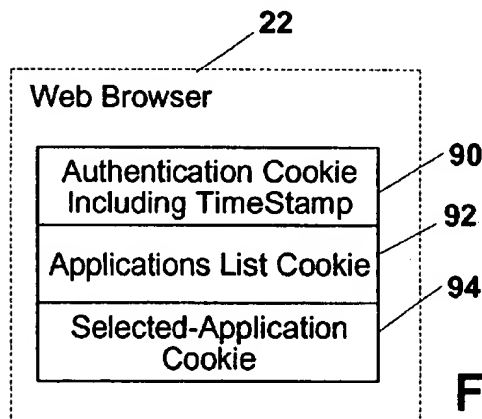 22
Web Browser
Authentication Cookie
Including TimeStamp
90
Applications List Cookie
92
Selected-Application
Cookie
94
F